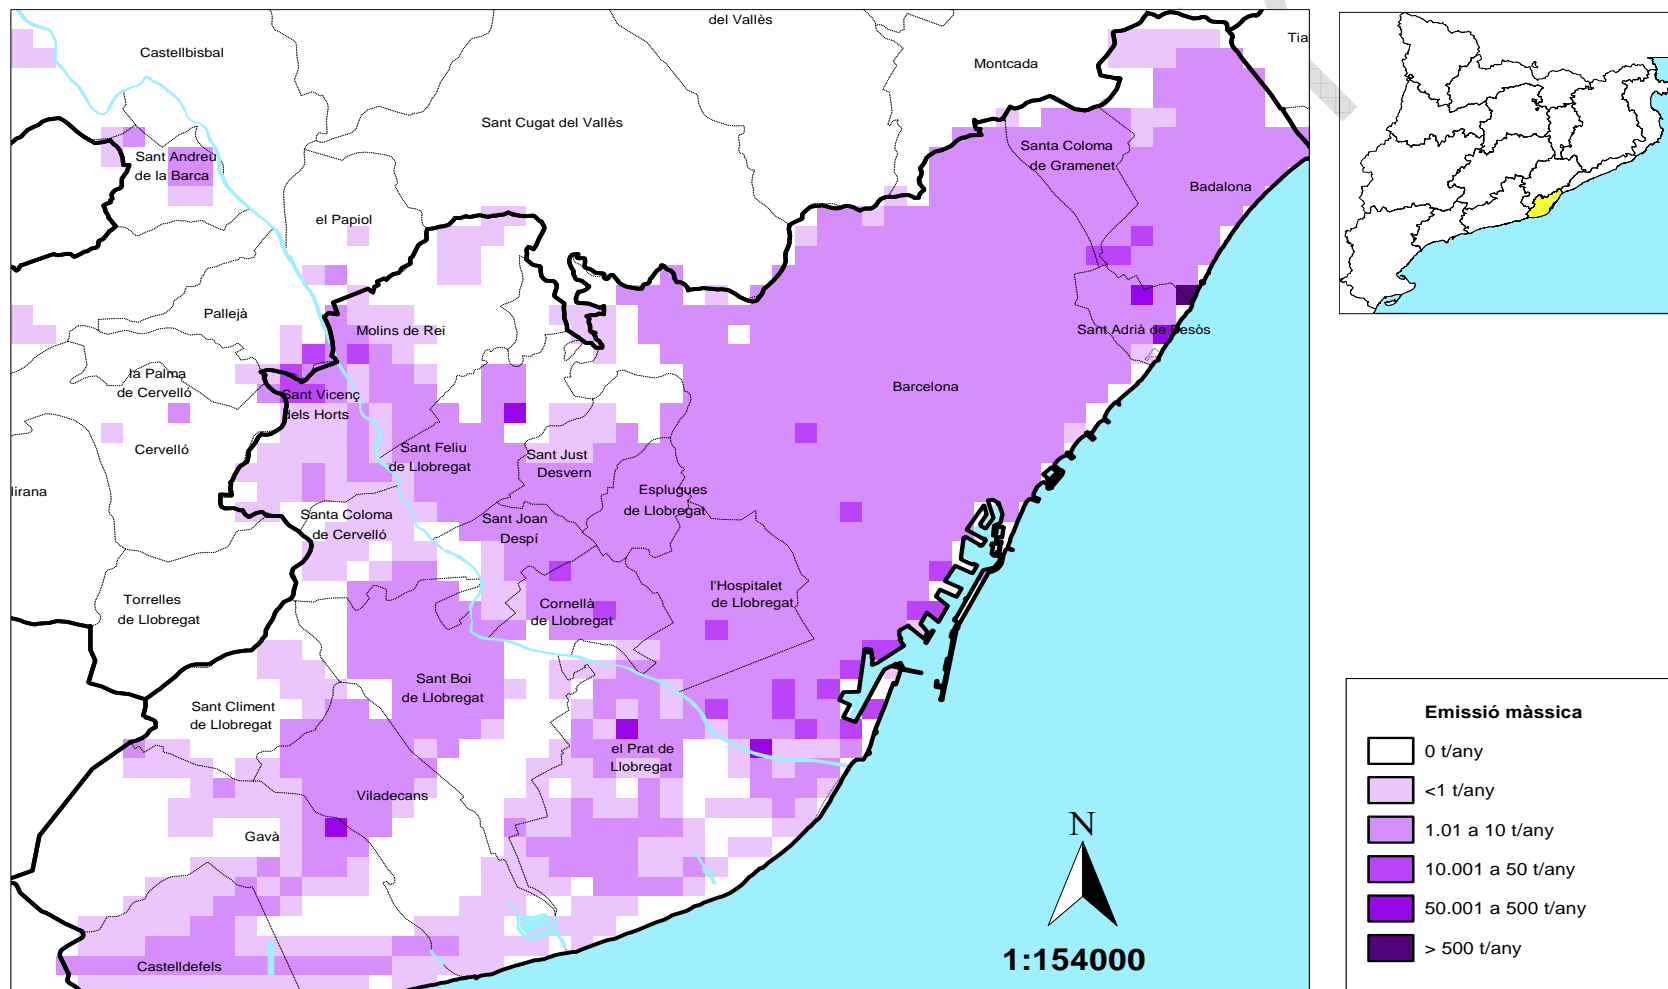 del Vallès
Tia
Castellbisbal
Montcada
Sant Cugat del Vallès
Sant Andreu
de la Barca
Santa Coloma
de Gramenet
Badalona
el Papiol
Pallejà
Molins de Rei
Sant Adrià de Besòs
la Palma
de Cervelló
Sant Vicenç
dels Horts
Barcelona
Cervelló
Sant Feliu
de Llobregat
Sant Just
Desvern
Esplugues
de Llobregat
lirana
Santa Coloma
de Cervelló
Sant Joan
Despí
Torrelles
de Llobregat
Cornellà
de Llobregat
l'Hospitalet
de Llobregat
Sant Boi
de Llobregat
Sant Climent
de Llobregat
el Prat de
Llobregat
Viladecans
Gavà
Castelldefels
N
1:154000
Emissió màssica
0 t/any
<1 t/any
1.01 a 10 t/any
10.001 a 50 t/any
50.001 a 500 t/any
> 500 t/any